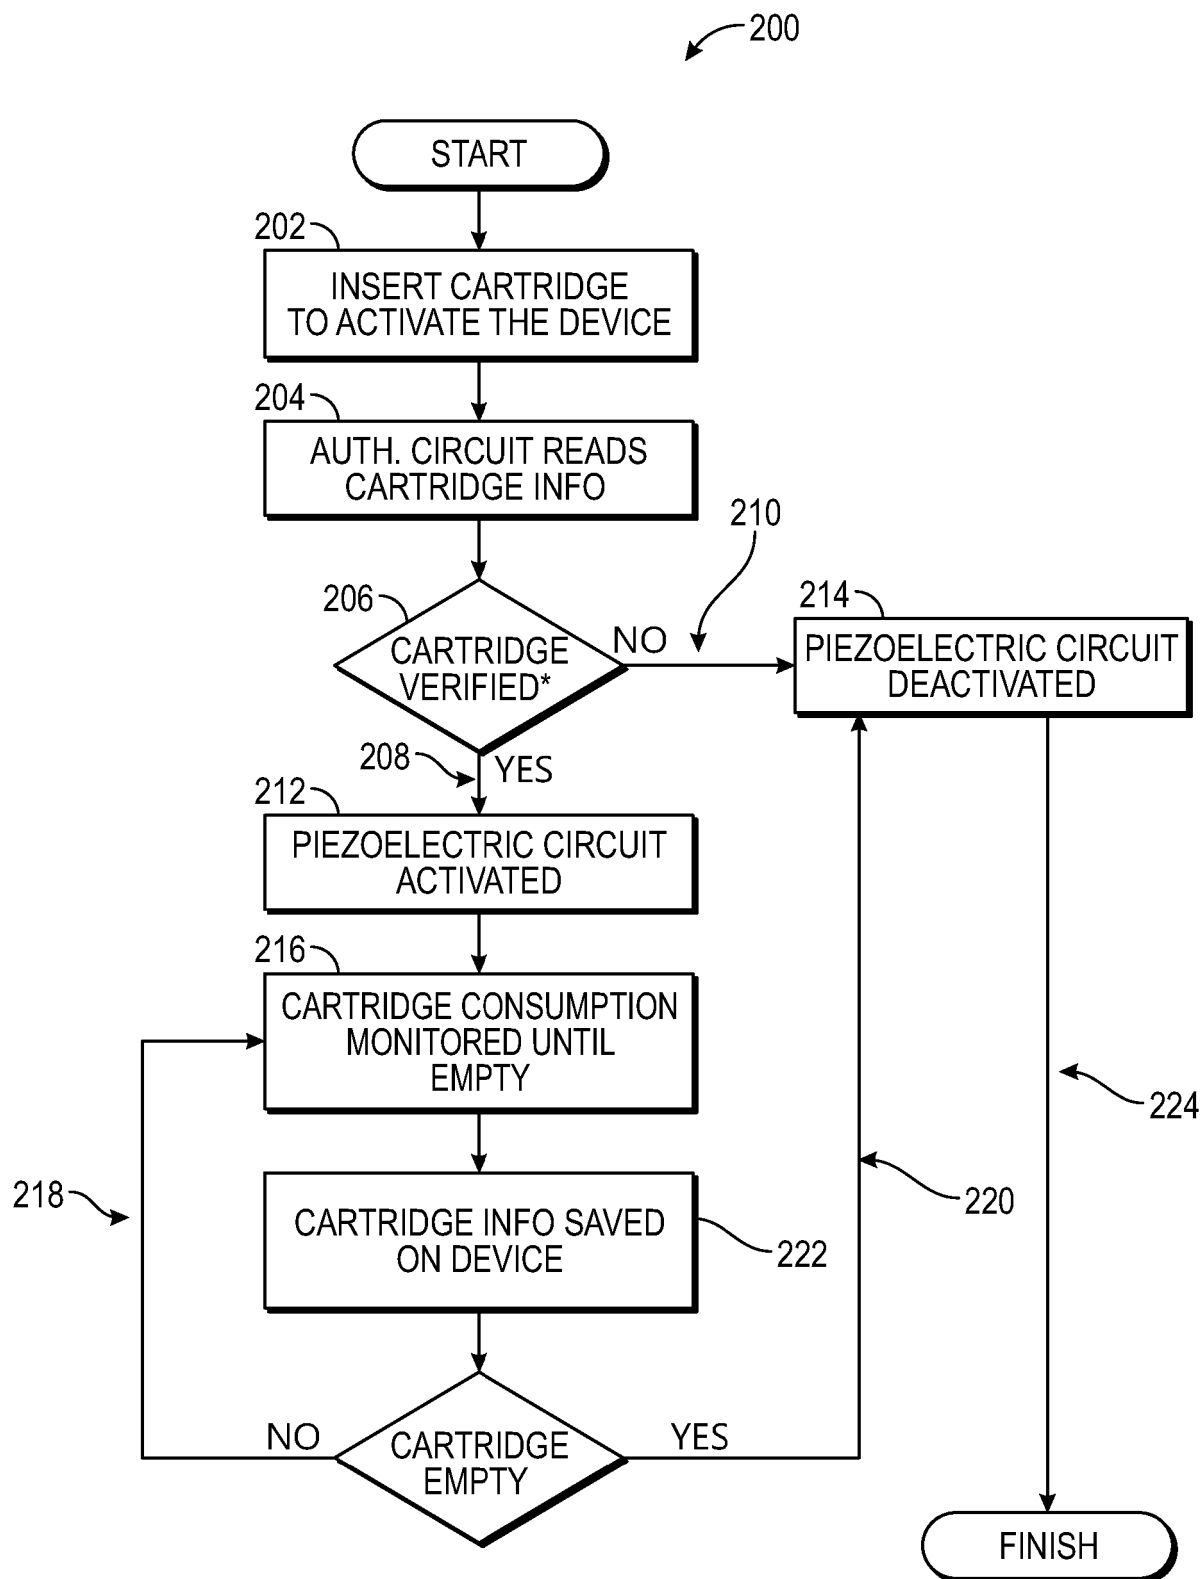 200
START
202
INSERT CARTRIDGE
TO ACTIVATE THE DEVICE
204
AUTH. CIRCUIT READS
CARTRIDGE INFO
210
206
CARTRIDGE
VERIFIED*
NO
214
PIEZOELECTRIC CIRCUIT
DEACTIVATED
208
YES
212
PIEZOELECTRIC CIRCUIT
ACTIVATED
216
CARTRIDGE CONSUMPTION
MONITORED UNTIL
EMPTY
224
218
220
CARTRIDGE INFO SAVED
ON DEVICE
222
NO
CARTRIDGE
EMPTY
YES
FINISH